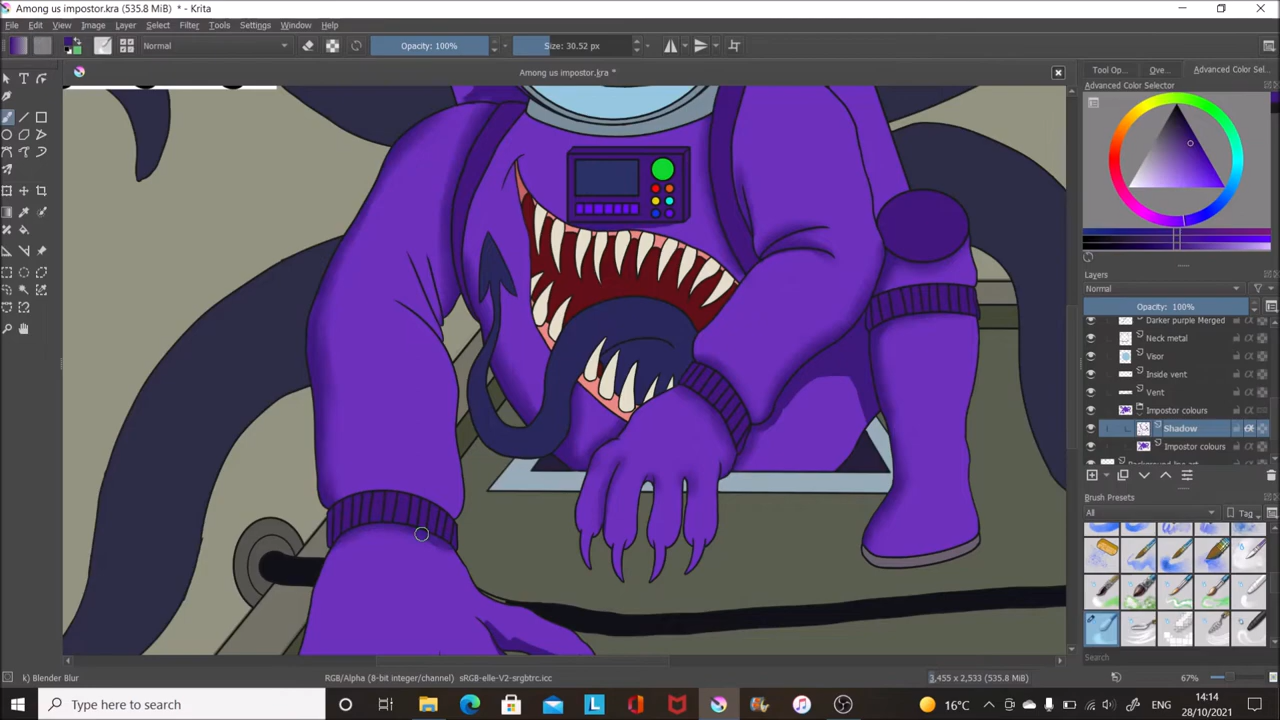 Among us impostor.kra (535.8 MiB) * - Krita
File Edit View Image Layer Select Filter Tools Settings Window Help
Normal
Opacity: 100%
Size: 30.52 px
Among us impostor.kra *
Tool Op...
Ove...
Advanced Color Sel...
Advanced Color Selector
Layers
Normal
Opacity: 100%
Darker purple Merged
Neck metal
Visor
Inside vent
Vent
Impostor colours
Shadow
Impostor colours
Brush Presets
All
Tag
Search
k) Blender Blur
RGB/Alpha (8-bit integer/channel) sRGB-elle-V2-srgbtrc.icc
3,455 x 2,533 (535.8 MiB)
67%
Type here to search
16°C
ENG
14:14
28/10/2021